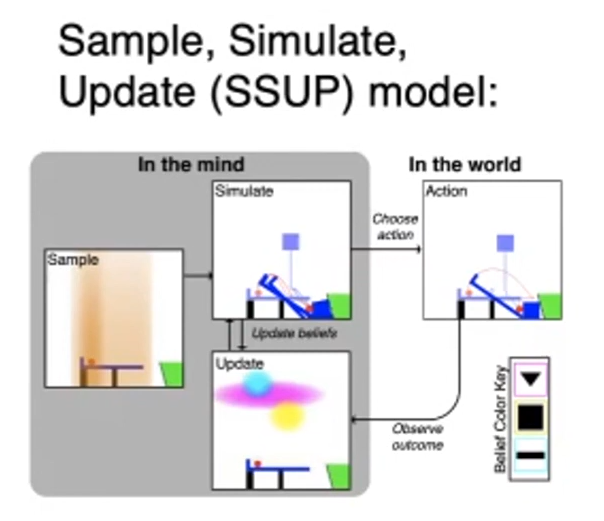 Sample, Simulate,
Update (SSUP) model:
In the mind
In the world
Simulate
Action
Choose
action
Sample
Update beliefs
Update
Observe
outcome
Belief Color Key